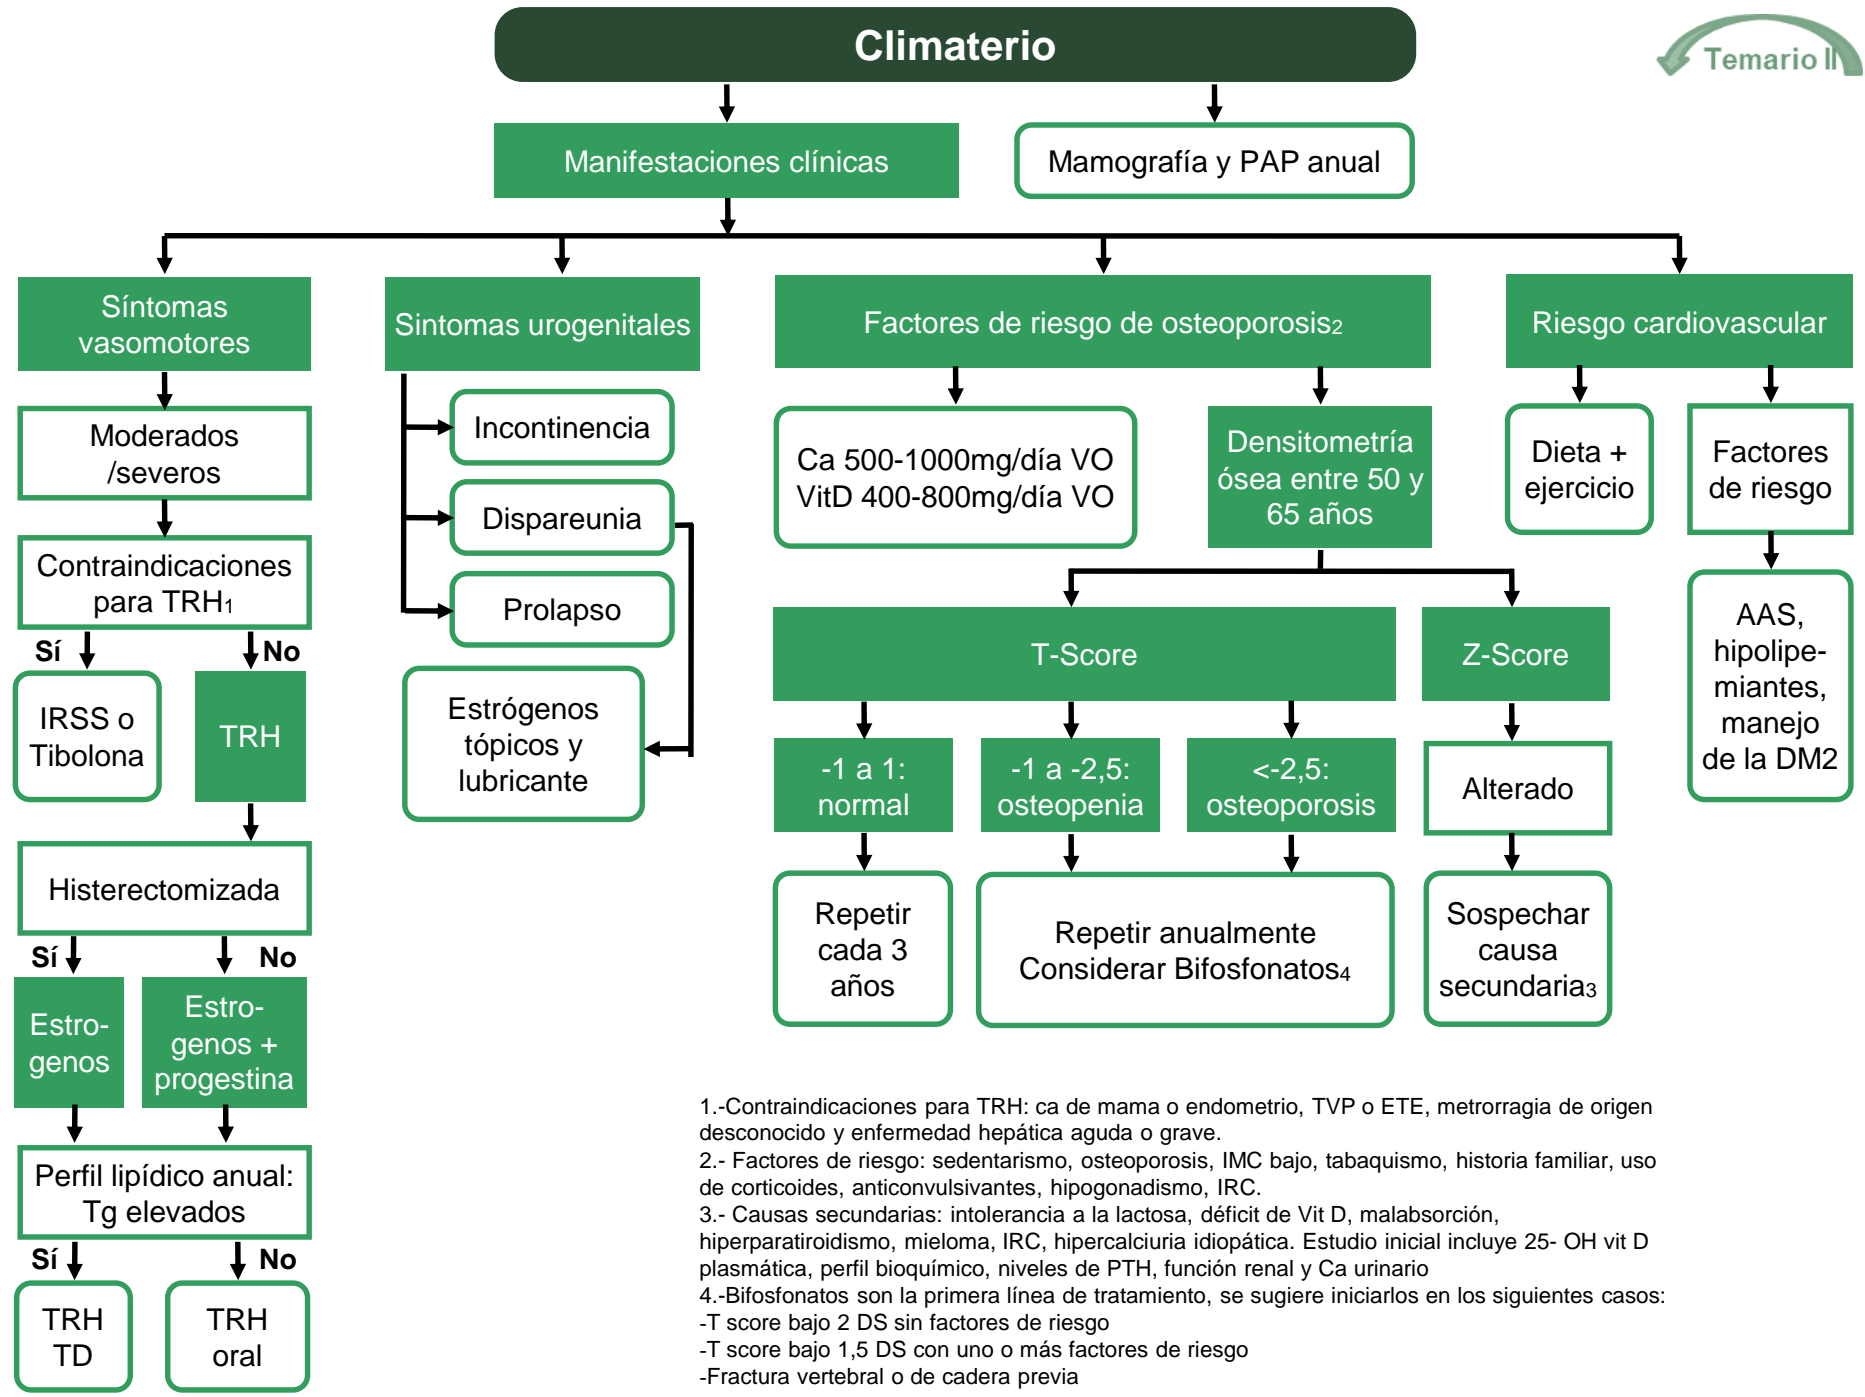 Climaterio
Temario II
Manifestaciones clínicas
Mamografía y PAP anual
Síntomas
vasomotores
Moderados
/severos
Contraindicaciones
para TRH1
Sí
No
IRSS o
Tibolona
TRH
Histerectomizada
Sí
No
Estro-
genos
Estro-
genos +
progestina
Perfil lipídico anual:
Tg elevados
Sí
No
TRH
TD
TRH
oral
Sintomas urogenitales
Incontinencia
Dispareunia
Prolapso
Estrógenos
tópicos y
lubricante
Factores de riesgo de osteoporosis2
Ca 500-1000mg/día VO
VitD 400-800mg/día VO
Densitometría
ósea entre 50 y
65 años
T-Score
Z-Score
-1 a 1:
normal
-1 a -2,5:
osteopenia
<-2,5:
osteoporosis
Alterado
Repetir
cada 3
años
Repetir anualmente
Considerar Bifosfonatos4
Sospechar
causa
secundaria3
Riesgo cardiovascular
Dieta +
ejercicio
Factores
de riesgo
AAS,
hipolipe-
miantes,
manejo
de la DM2
1.-Contraindicaciones para TRH: ca de mama o endometrio, TVP o ETE, metrorragia de origen
desconocido y enfermedad hepática aguda o grave.
2.- Factores de riesgo: sedentarismo, osteoporosis, IMC bajo, tabaquismo, historia familiar, uso
de corticoides, anticonvulsivantes, hipogonadismo, IRC.
3.- Causas secundarias: intolerancia a la lactosa, déficit de Vit D, malabsorción,
hiperparatiroidismo, mieloma, IRC, hipercalciuria idiopática. Estudio inicial incluye 25- OH vit D
plasmática, perfil bioquímico, niveles de PTH, función renal y Ca urinario
4.-Bifosfonatos son la primera línea de tratamiento, se sugiere iniciarlos en los siguientes casos:
-T score bajo 2 DS sin factores de riesgo
-T score bajo 1,5 DS con uno o más factores de riesgo
-Fractura vertebral o de cadera previa